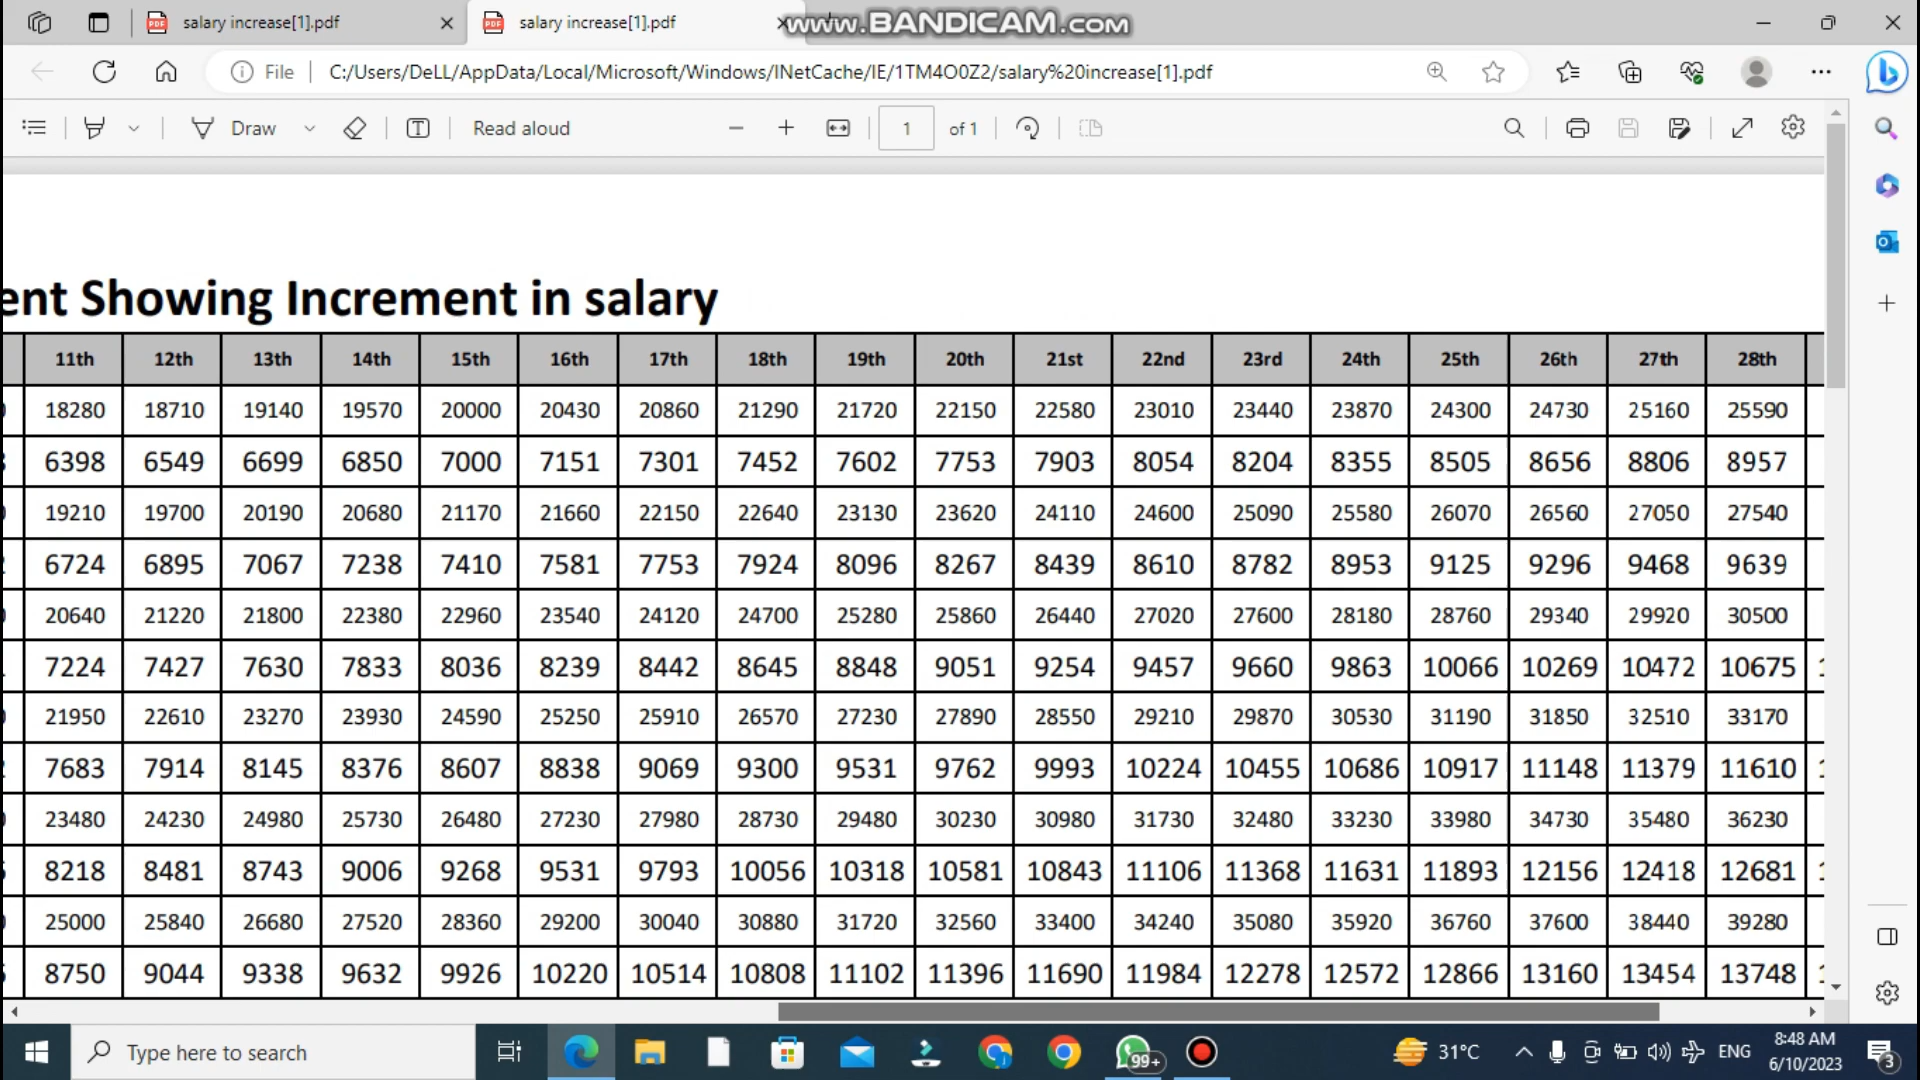 salary increase[1].pdf
salary increase[1].pdf
www.BANDICAM.com
File
C:/Users/DeLL/AppData/Local/Microsoft/Windows/INetCache/IE/1TM4O0Z2/salary%20increase[1].pdf
Draw
Read aloud
1 of 1
ent Showing Increment in salary
11th 12th 13th 14th 15th 16th 17th 18th 19th 20th 21st 22nd 23rd 24th 25th 26th 27th 28th
18280 18710 19140 19570 20000 20430 20860 21290 21720 22150 22580 23010 23440 23870 24300 24730 25160 25590
6398 6549 6699 6850 7000 7151 7301 7452 7602 7753 7903 8054 8204 8355 8505 8656 8806 8957
19210 19700 20190 20680 21170 21660 22150 22640 23130 23620 24110 24600 25090 25580 26070 26560 27050 27540
6724 6895 7067 7238 7410 7581 7753 7924 8096 8267 8439 8610 8782 8953 9125 9296 9468 9639
20640 21220 21800 22380 22960 23540 24120 24700 25280 25860 26440 27020 27600 28180 28760 29340 29920 30500
7224 7427 7630 7833 8036 8239 8442 8645 8848 9051 9254 9457 9660 9863 10066 10269 10472 10675
21950 22610 23270 23930 24590 25250 25910 26570 27230 27890 28550 29210 29870 30530 31190 31850 32510 33170
7683 7914 8145 8376 8607 8838 9069 9300 9531 9762 9993 10224 10455 10686 10917 11148 11379 11610
23480 24230 24980 25730 26480 27230 27980 28730 29480 30230 30980 31730 32480 33230 33980 34730 35480 36230
8218 8481 8743 9006 9268 9531 9793 10056 10318 10581 10843 11106 11368 11631 11893 12156 12418 12681
25000 25840 26680 27520 28360 29200 30040 30880 31720 32560 33400 34240 35080 35920 36760 37600 38440 39280
8750 9044 9338 9632 9926 10220 10514 10808 11102 11396 11690 11984 12278 12572 12866 13160 13454 13748
Type here to search
99+
31°C
ENG
8:48 AM
6/10/2023
3